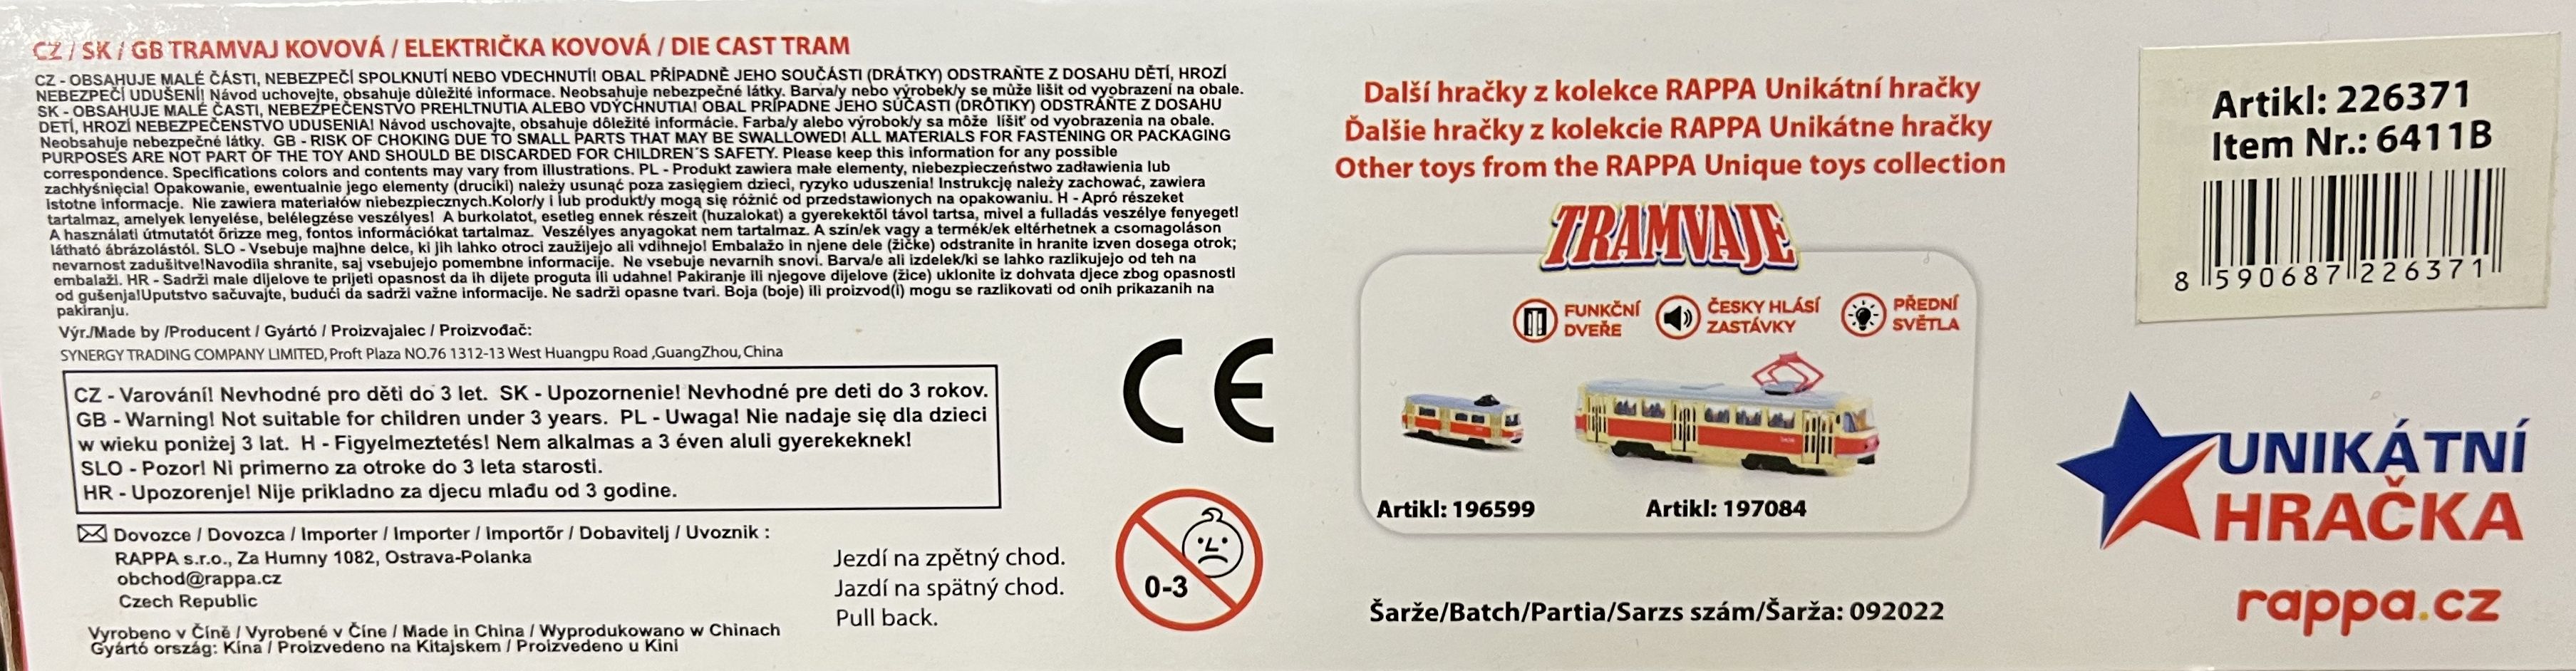 CZ / SK / GB TRAMVAJ KOVOVÁ / ELEKTRIČKA KOVOVÁ / DIE CAST TRAM
CZ - OBSAHUJE MALÉ ČÁSTI, NEBEZPEČÍ SPOLKNUTÍ NEBO VDECHNUTÍ! OBAL PŘÍPADNĚ JEHO SOUČÁSTI (DRÁTKY) ODSTRAŇTE Z DOSAHU DĚTÍ, HROZÍ
NEBEZPEČÍ UDUŠENÍ! Návod uchovejte, obsahuje důležité informace. Neobsahuje nebezpečné látky. Barva/y nebo výrobek/y se může lišit od vyobrazení na obale.
SK - OBSAHUJE MALÉ ČASTI, NEBEZPEČENSTVO PREHLTNUTIA ALEBO VDÝCHNUTIA! OBAL PRÍPADNE JEHO SÚČASTI (DRÔTIKY) ODSTRÁŇTE Z DOSAHU
DETÍ, HROZÍ NEBEZPEČENSTVO UDUSENIA! Návod uschovajte, obsahuje dôležité informácie. Farba/y alebo výrobok/y sa môže líšiť od vyobrazenia na obale.
Neobsahuje nebezpečné látky. GB - RISK OF CHOKING DUE TO SMALL PARTS THAT MAY BE SWALLOWED! ALL MATERIALS FOR FASTENING OR PACKAGING
PURPOSES ARE NOT PART OF THE TOY AND SHOULD BE DISCARDED FOR CHILDREN´S SAFETY. Please keep this information for any possible
correspondence. Specifications colors and contents may vary from illustrations. PL - Produkt zawiera małe elementy, niebezpieczeństwo zadławienia lub
zachłyśnięcia! Opakowanie, ewentualnie jego elementy (druciki) należy usunąć poza zasięgiem dzieci, ryzyko uduszenia! Instrukcję należy zachować, zawiera
istotne informacje. Nie zawiera materiałów niebezpiecznych.Kolor/y i lub produkt/y mogą się różnić od przedstawionych na opakowaniu. H - Apró részeket
tartalmaz, amelyek lenyelése, belélegzése veszélyes! A burkolatot, esetleg ennek részeit (huzalokat) a gyerekektől távol tartsa, mivel a fulladás veszélye fenyeget!
A használati útmutatót őrizze meg, fontos információkat tartalmaz. Veszélyes anyagokat nem tartalmaz. A szín/ek vagy a termék/ek eltérhetnek a csomagoláson
látható ábrázolástól. SLO - Vsebuje majhne delce, ki jih lahko otroci zaužijejo ali vdihnejo! Embalažo in njene dele (žičke) odstranite in hranite izven dosega otrok;
nevarnost zadušitve!Navodila shranite, saj vsebujejo pomembne informacije. Ne vsebuje nevarnih snovi. Barva/e ali izdelek/ki se lahko razlikujejo od teh na
embalaži. HR - Sadrži male dijelove te prijeti opasnost da ih dijete proguta ili udahne! Pakiranje ili njegove dijelove (žice) uklonite iz dohvata djece zbog opasnosti
od gušenja!Uputstvo sačuvajte, budući da sadrži važne informacije. Ne sadrži opasne tvari. Boja (boje) ili proizvod(i) mogu se razlikovati od onih prikazanih na
pakiranju.
Výr./Made by /Producent / Gyártó / Proizvajalec / Proizvođač:
SYNERGY TRADING COMPANY LIMITED, Proft Plaza NO.76 1312-13 West Huangpu Road ,GuangZhou, China
CZ - Varování! Nevhodné pro děti do 3 let. SK - Upozornenie! Nevhodné pre deti do 3 rokov.
GB - Warning! Not suitable for children under 3 years. PL - Uwaga! Nie nadaje się dla dzieci
w wieku poniżej 3 lat. H - Figyelmeztetés! Nem alkalmas a 3 éven aluli gyerekeknek!
SLO - Pozor! Ni primerno za otroke do 3 leta starosti.
HR - Upozorenje! Nije prikladno za djecu mlađu od 3 godine.
Dovozce / Dovozca / Importer / Importer / Importőr / Dobavitelj / Uvoznik :
RAPPA s.r.o., Za Humny 1082, Ostrava-Polanka
obchod@rappa.cz
Czech Republic
Vyrobeno v Číně / Vyrobené v Číne / Made in China / Wyprodukowano w Chinach
Gyártó ország: Kína / Proizvedeno na Kitajskem / Proizvedeno u Kini
Jezdí na zpětný chod.
Jazdí na spätný chod.
Pull back.
CE
0-3
Další hračky z kolekce RAPPA Unikátní hračky
Ďalšie hračky z kolekcie RAPPA Unikátne hračky
Other toys from the RAPPA Unique toys collection
TRAMVAJE
FUNKČNÍ
DVEŘE
ČESKY HLÁSÍ
ZASTÁVKY
PŘEDNÍ
SVĚTLA
Artikl: 196599
Artikl: 197084
Šarže/Batch/Partia/Sarzs szám/Šarža: 092022
Artikl: 226371
Item Nr.: 6411B
8 590687 226371
UNIKÁTNÍ
HRAČKA
rappa.cz